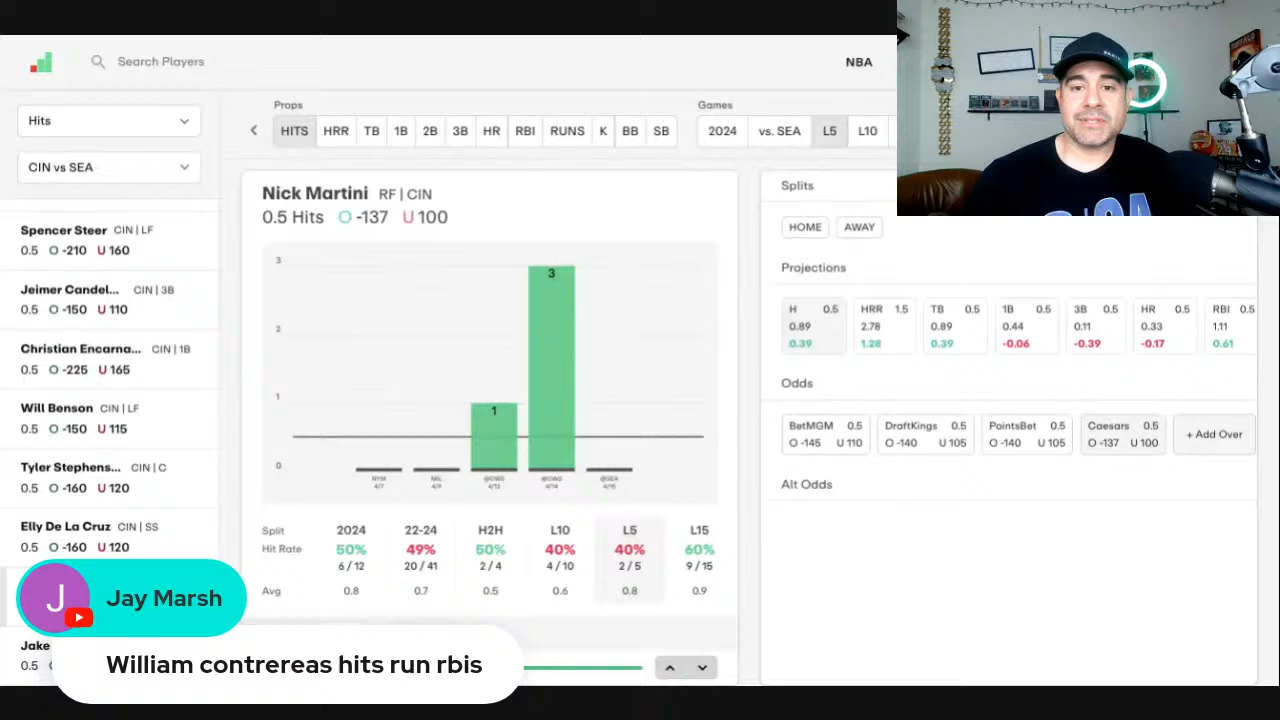 Search Players
NBA
Hits
CIN vs SEA
Props
HITS HRR TB 1B 2B 3B HR RBI RUNS K BB SB
Games
2024 vs. SEA L5 L10
Spencer Steer CIN | LF
0.5 O -210 U 160
Jeimer Candel... CIN | 3B
0.5 O -150 U 110
Christian Encarna... CIN | 1B
0.5 O -225 U 165
Will Benson CIN | LF
0.5 O -150 U 115
Tyler Stephens... CIN | C
0.5 O -160 U 120
Elly De La Cruz CIN | SS
0.5 O -160 U 120
Jake
0.5
Nick Martini RF | CIN
0.5 Hits O -137 U 100
3
2
1
0
1
3
NYM
4/7
MIL
4/9
@CWS
@CWS
4/14
@SEA
Split 2024 22-24 H2H L10 L5 L15
Hit Rate 50% 49% 50% 40% 40% 60%
6 / 12 20 / 41 2 / 4 4 / 10 2 / 5 9 / 15
Avg 0.8 0.7 0.5 0.6 0.8 0.9
Splits
HOME AWAY
Projections
H 0.5 HRR 1.5 TB 0.5 1B 0.5 3B 0.5 HR 0.5 RBI 0.5
0.89 2.78 0.89 0.44 0.11 0.33 1.11
0.39 1.28 0.39 -0.06 -0.39 -0.17 0.61
Odds
BetMGM 0.5 DraftKings 0.5 PointsBet 0.5 Caesars 0.5 + Add Over
O -145 U 110 O -140 U 105 O -140 U 105 O -137 U 100
Alt Odds
J
Jay Marsh
William contrereas hits run rbis